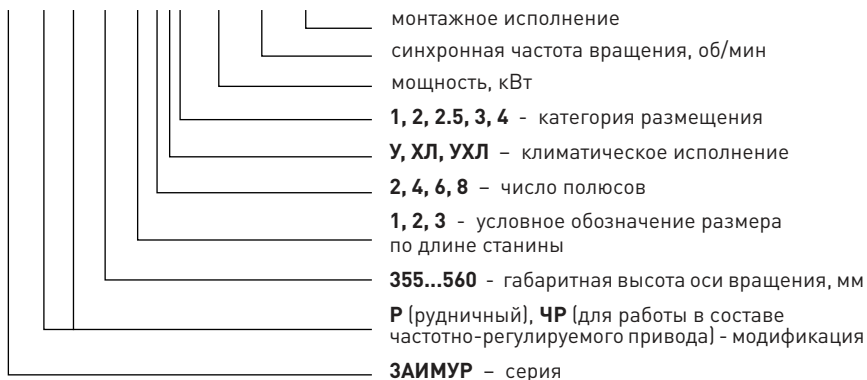 монтажное исполнение
синхронная частота вращения, об/мин
мощность, кВт
1, 2, 2.5, 3, 4 - категория размещения
У, ХЛ, УХЛ – климатическое исполнение
2, 4, 6, 8 – число полюсов
1, 2, 3 - условное обозначение размера
по длине станины
355...560 - габаритная высота оси вращения, мм
Р (рудничный), ЧР (для работы в составе
частотно-регулируемого привода) - модификация
ЗАИМУР – серия